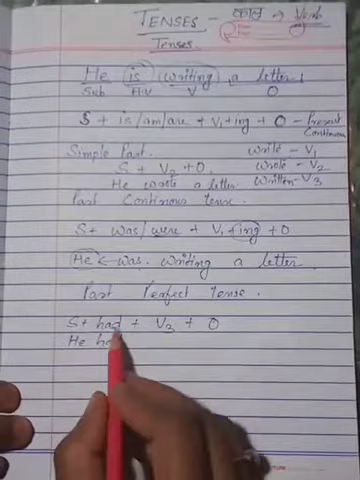 TENSES - काल → Verb
Tenses
He is writing a letter.
Sub H.V V O
S + is/am/are + V1 + ing + O - Present Continuous
Simple Past. write - V1
S + V2 + O. wrote - V2
He wrote a letter. written - V3
Past Continuous tense.
S + was/were + V1 + ing + O
He ← was writing a letter.
Past Perfect Tense.
S + had + V3 + O
He ha